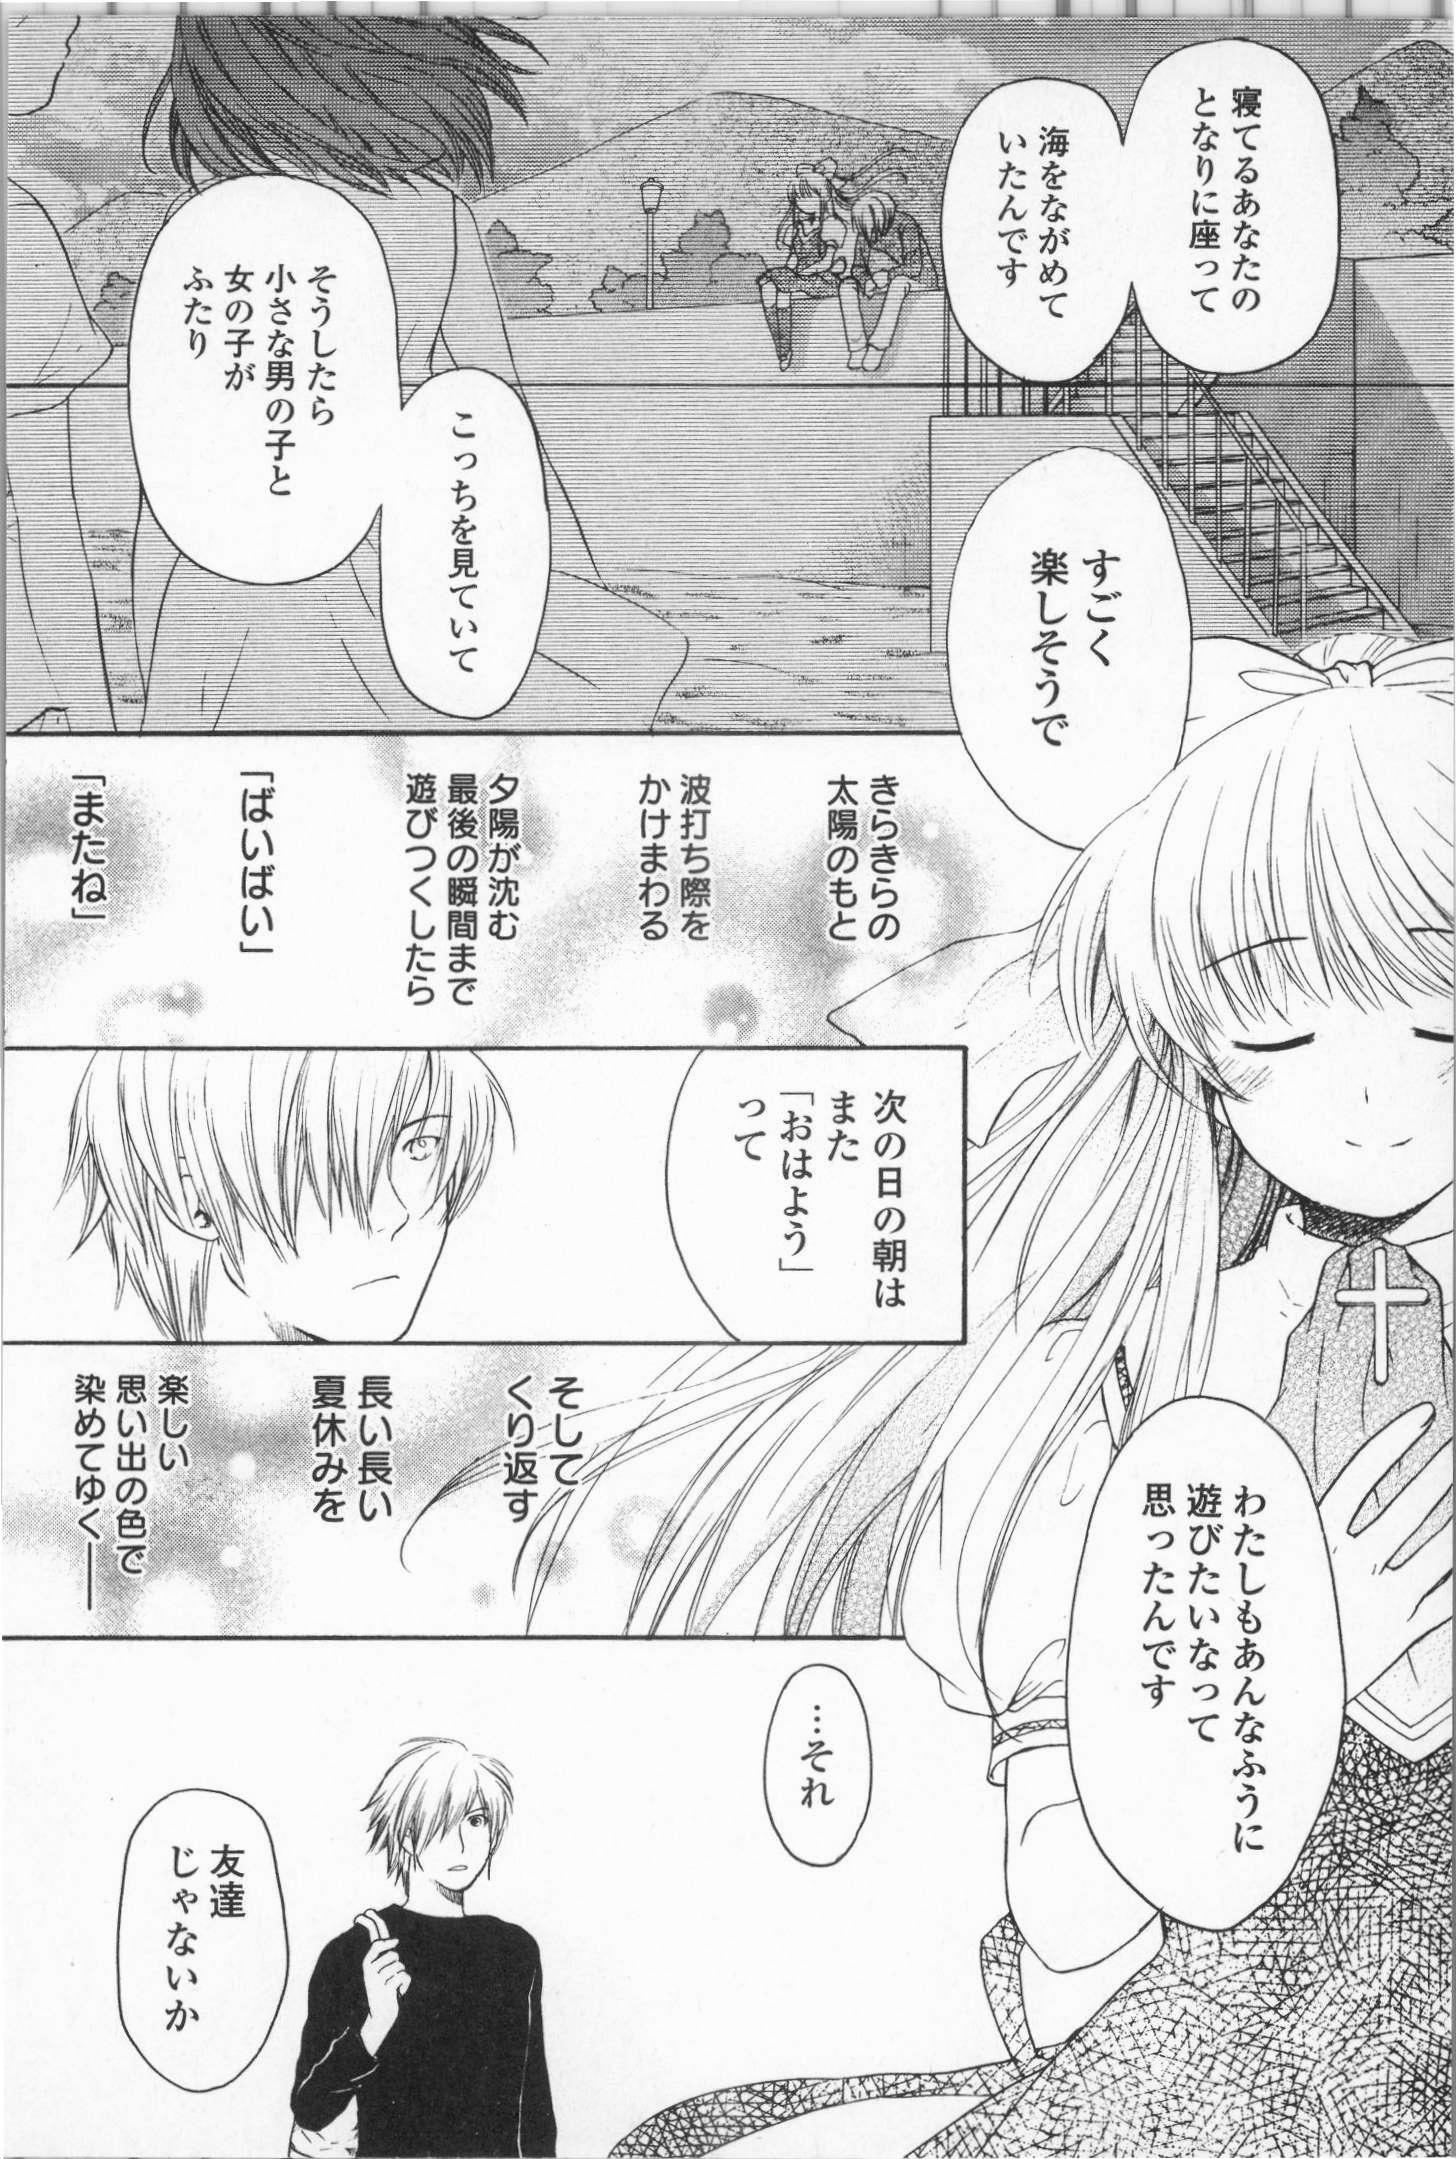 寝てるあなたの
となりに座って
海をながめて
いたんです
そうしたら
小さな男の子と
女の子が
ふたり
こっちを見ていて
すごく
楽しそうで
きらきらの
太陽のもと
波打ち際を
かけまわる
夕陽が沈む
最後の瞬間まで
遊びつくしたら
「ばいばい」
「またね」
次の日の朝は
また
「おはよう」
って
そして
くり返す
長い長い
夏休みを
楽しい
思い出の色で
染めてゆく――
わたしもあんなふうに
遊びたいなって
思ったんです
…それ
友達
じゃないか